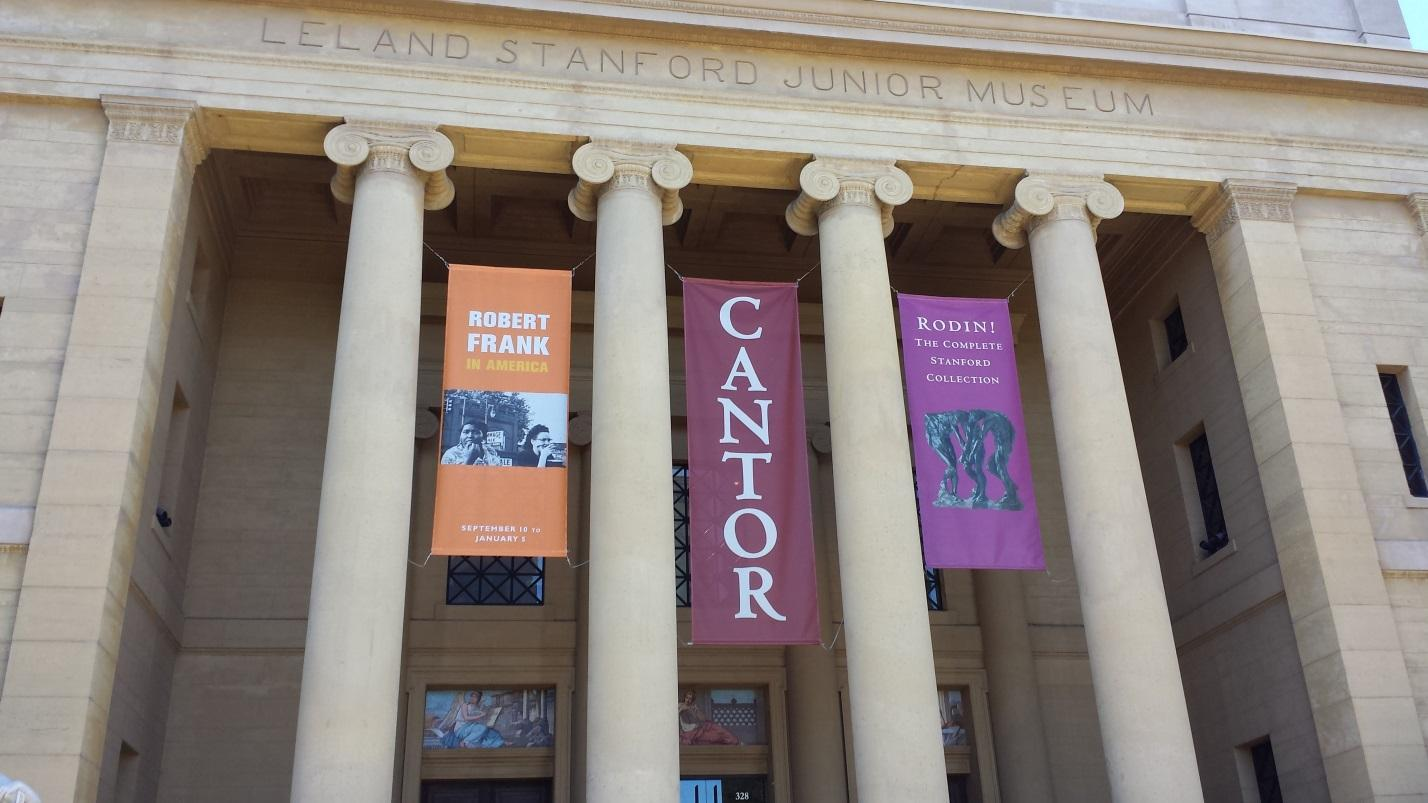 LELAND STANFORD JUNIOR MUSEUM
ROBERT
FRANK
IN AMERICA
SEPTEMBER 10 TO
JANUARY 5
CANTOR
RODIN!
THE COMPLETE
STANFORD
COLLECTION
328